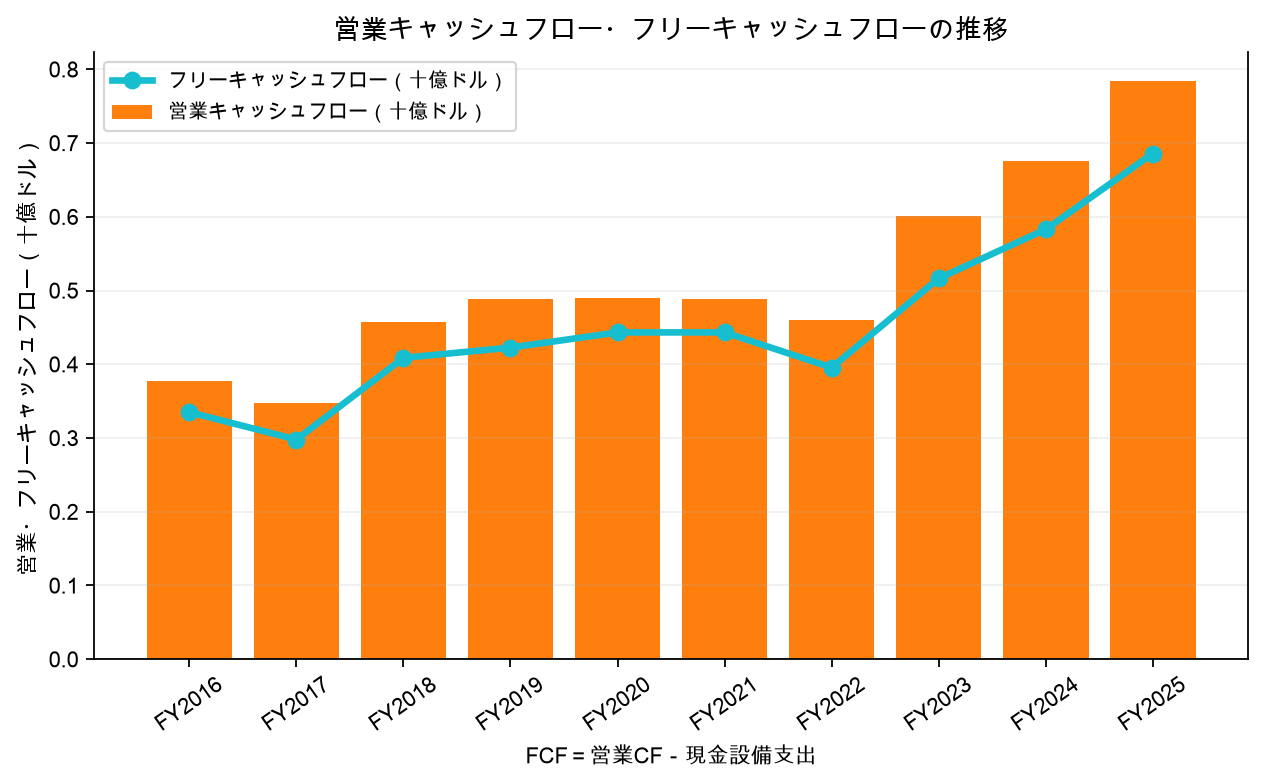 営業キャッシュフロー・フリーキャッシュフローの推移
フリーキャッシュフロー（十億ドル）
営業キャッシュフロー（十億ドル）
営業・フリーキャッシュフロー（十億ドル）
0.8
0.7
0.6
0.5
0.4
0.3
0.2
0.1
0.0
FY2016
FY2017
FY2018
FY2019
FY2020
FY2021
FY2022
FY2023
FY2024
FY2025
FCF = 営業CF - 現金設備支出